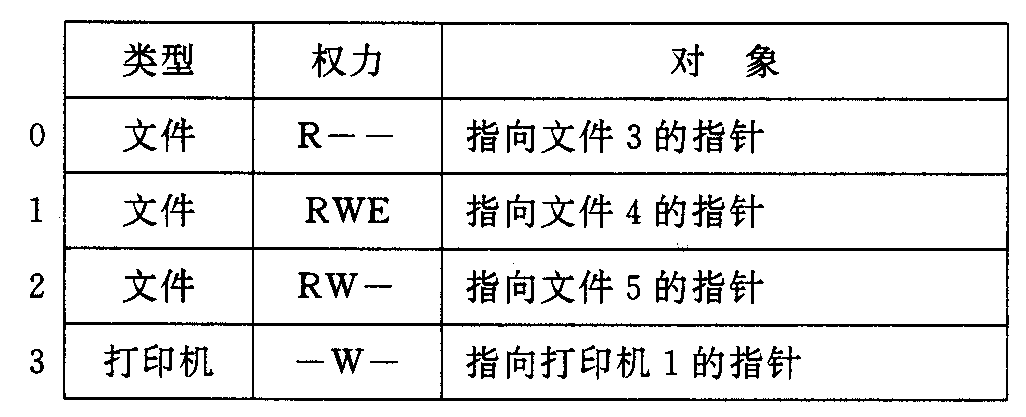 类型 权力 对 象
0 文件 R-- 指向文件 3 的指针
1 文件 RWE 指向文件 4 的指针
2 文件 RW- 指向文件 5 的指针
3 打印机 -W- 指向打印机 1 的指针